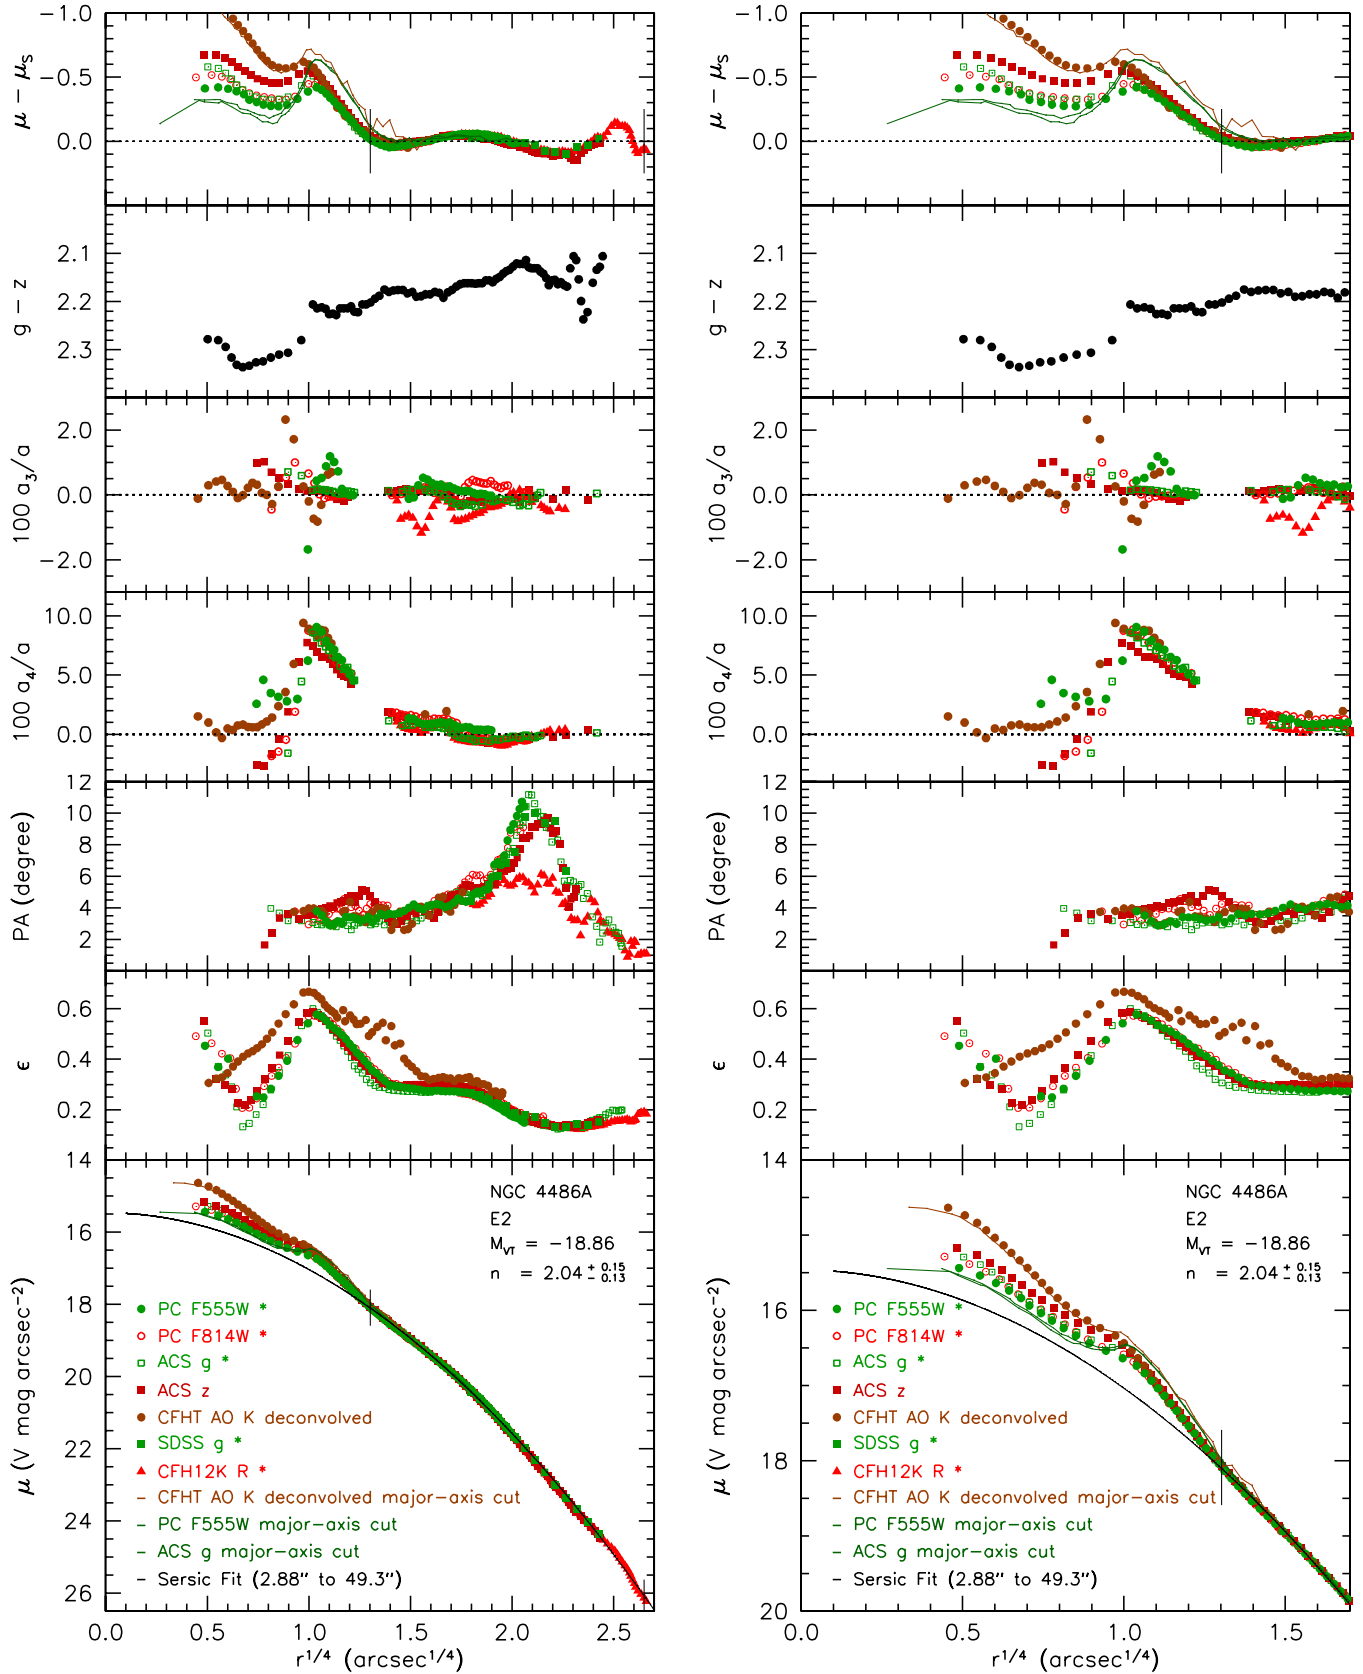 μ − μS
−1.0
−0.5
0.0
g − z
2.1
2.2
2.3
100 a3/a
2.0
0.0
−2.0
100 a4/a
10.0
5.0
0.0
PA (degree)
12
10
8
6
4
2
ε
0.6
0.4
0.2
μ (V mag arcsec−2)
14
16
18
20
22
24
26
NGC 4486A
E2
MVT = −18.86
n = 2.04 + 0.15 − 0.13
PC F555W *
PC F814W *
ACS g *
ACS z
CFHT AO K deconvolved
SDSS g *
CFH12K R *
CFHT AO K deconvolved major−axis cut
PC F555W major−axis cut
ACS g major−axis cut
Sersic Fit (2.88″ to 49.3″)
0.0 0.5 1.0 1.5 2.0 2.5
r1/4 (arcsec1/4)
μ − μS
−1.0
−0.5
0.0
g − z
2.1
2.2
2.3
100 a3/a
2.0
0.0
−2.0
100 a4/a
10.0
5.0
0.0
PA (degree)
12
10
8
6
4
2
ε
0.6
0.4
0.2
μ (V mag arcsec−2)
14
16
18
20
NGC 4486A
E2
MVT = −18.86
n = 2.04 + 0.15 − 0.13
PC F555W *
PC F814W *
ACS g *
ACS z
CFHT AO K deconvolved
SDSS g *
CFH12K R *
CFHT AO K deconvolved major−axis cut
PC F555W major−axis cut
ACS g major−axis cut
Sersic Fit (2.88″ to 49.3″)
0.0 0.5 1.0 1.5
r1/4 (arcsec1/4)